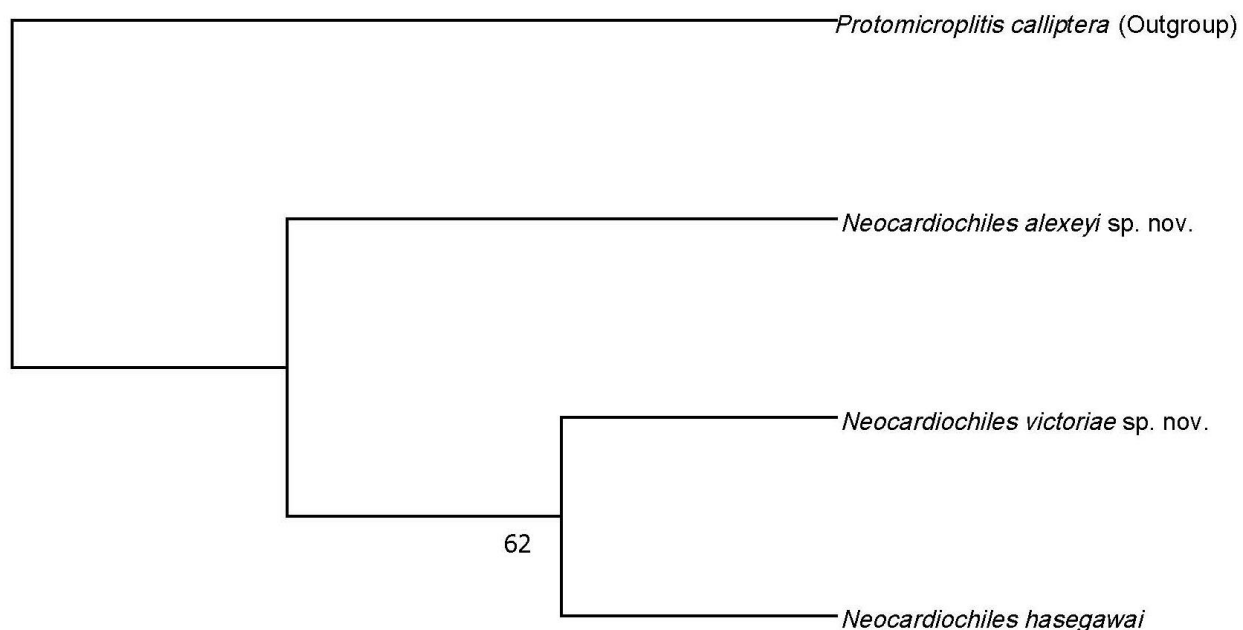 Protomicroplitis calliptera (Outgroup)
Neocardiochiles alexeyi sp. nov.
Neocardiochiles victoriae sp. nov.
62
Neocardiochiles hasegawai